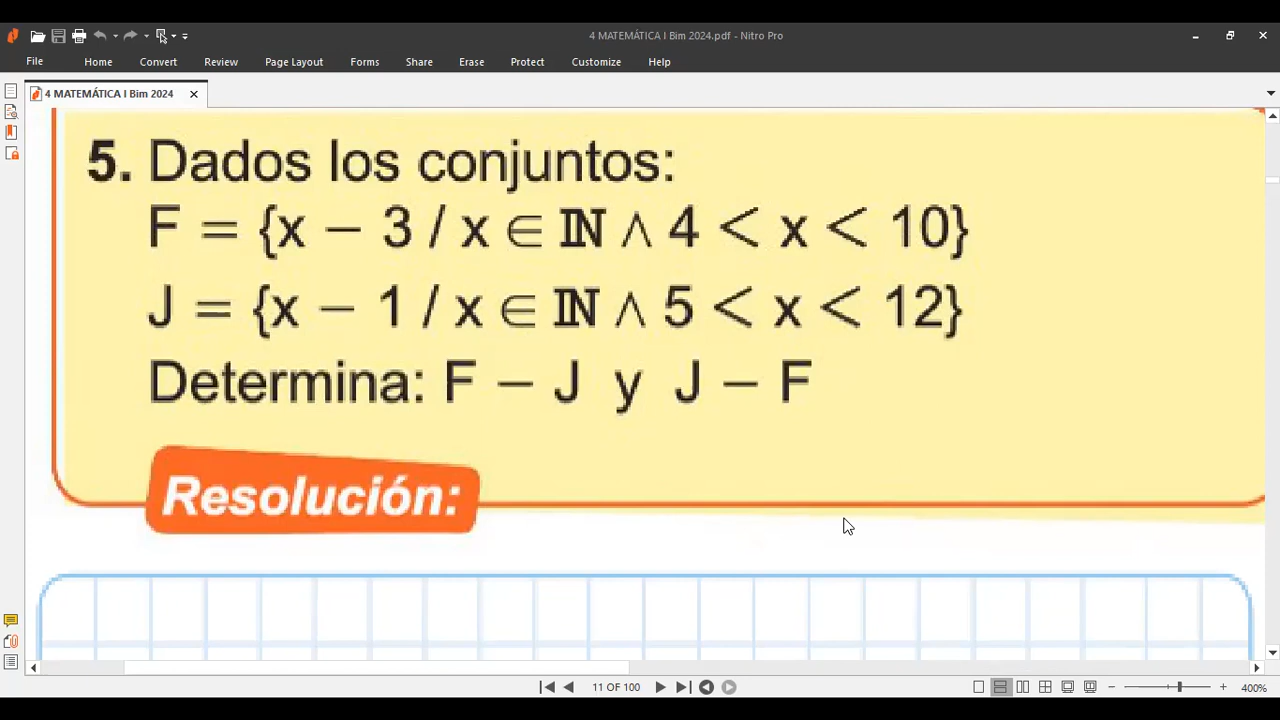 4 MATEMÁTICA I Bim 2024.pdf - Nitro Pro
File Home Convert Review Page Layout Forms Share Erase Protect Customize Help
4 MATEMÁTICA I Bim 2024
5. Dados los conjuntos:
F = {x − 3 / x ∈ ℕ ∧ 4 < x < 10}
J = {x − 1 / x ∈ ℕ ∧ 5 < x < 12}
Determina: F − J y J − F
Resolución:
11 OF 100
400%